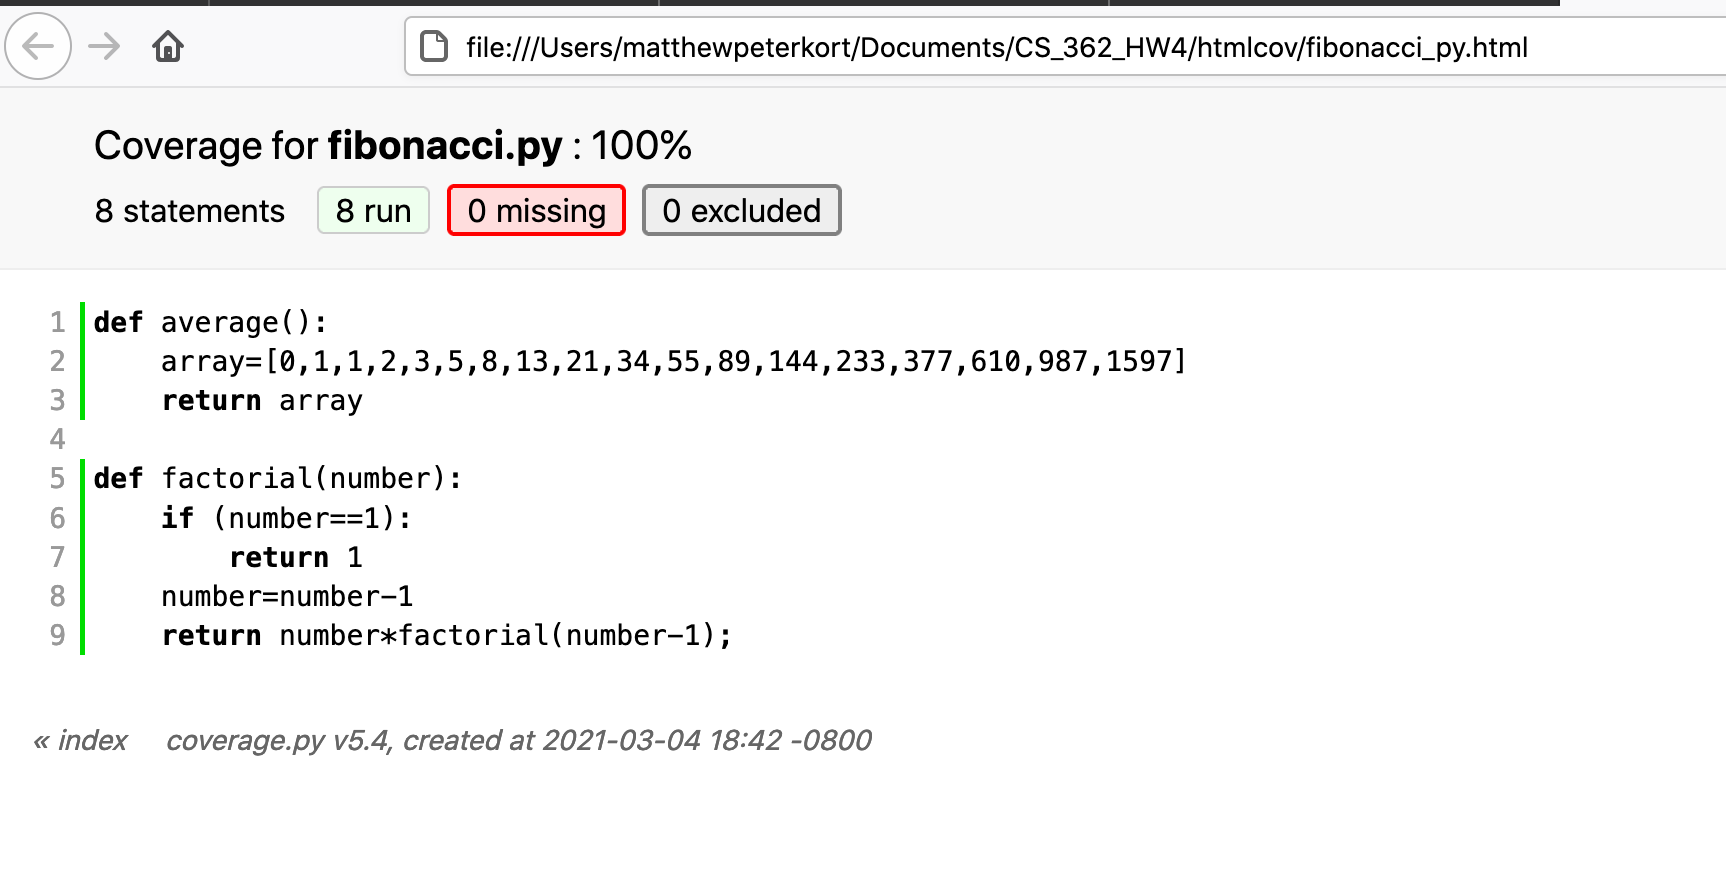 file:///Users/matthewpeterkort/Documents/CS_362_HW4/htmlcov/fibonacci_py.html
Coverage for fibonacci.py : 100%
8 statements 8 run 0 missing 0 excluded
1 def average():
2     array=[0,1,1,2,3,5,8,13,21,34,55,89,144,233,377,610,987,1597]
3     return array
4
5 def factorial(number):
6     if (number==1):
7         return 1
8     number=number-1
9     return number*factorial(number-1);
« index coverage.py v5.4, created at 2021-03-04 18:42 -0800